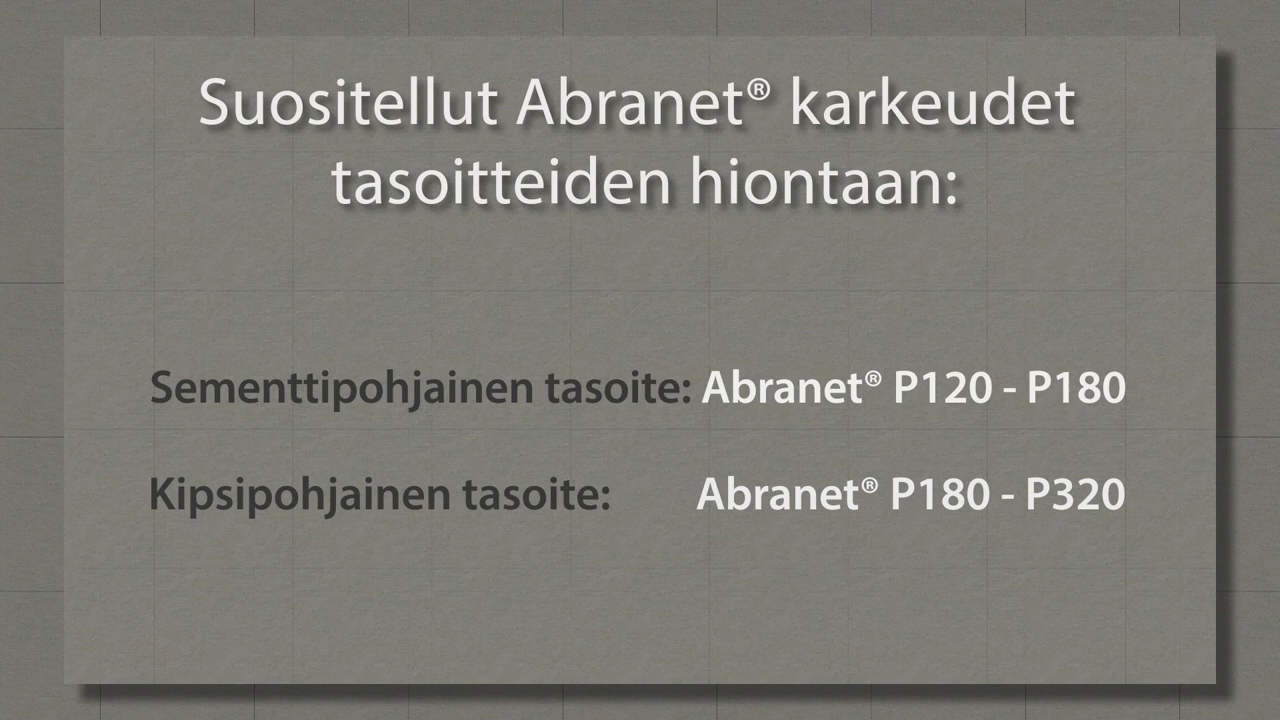 Suositellut Abranet® karkeudet
tasoitteiden hiontaan:
Sementtipohjainen tasoite: Abranet® P120 - P180
Kipsipohjainen tasoite: Abranet® P180 - P320